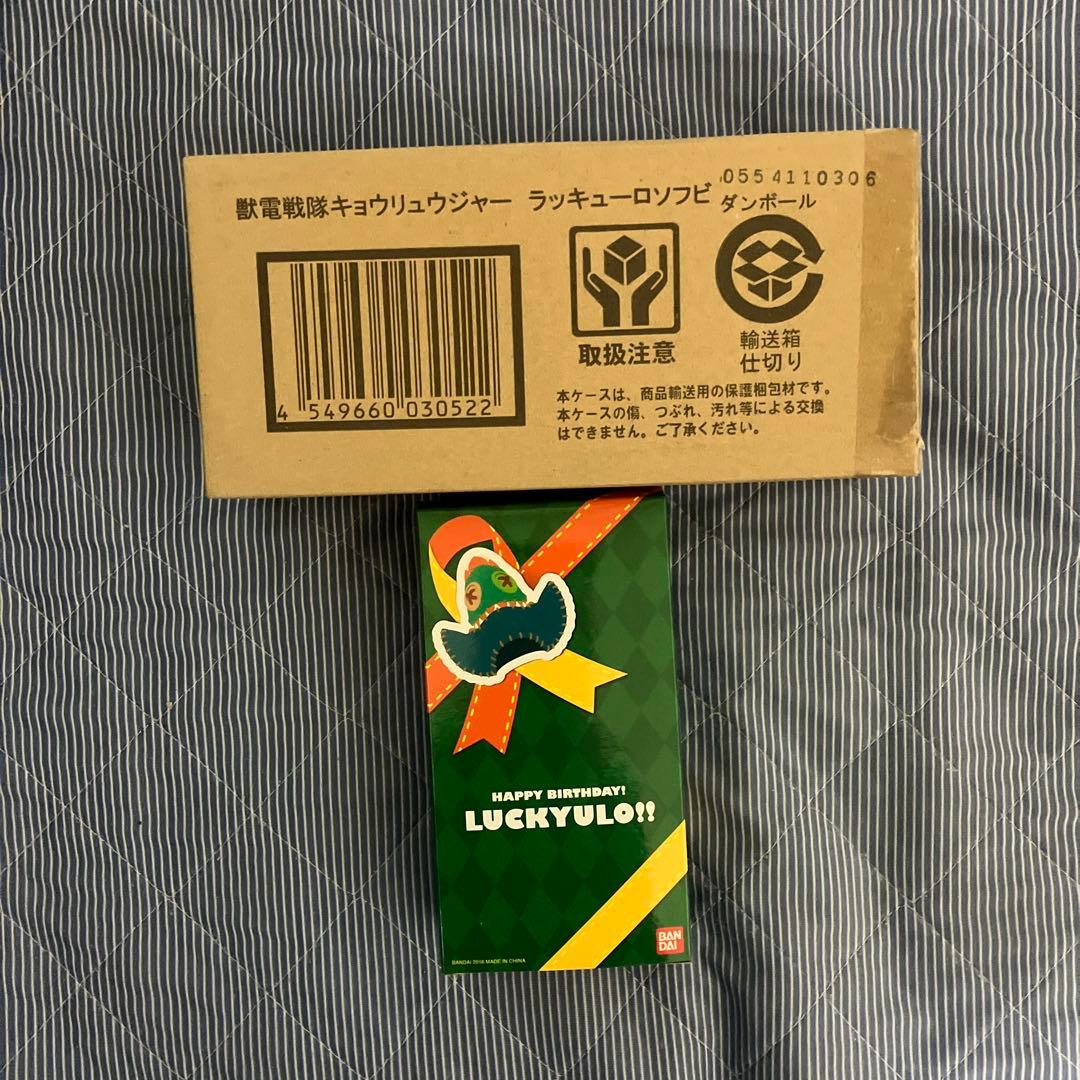 0554110306
獣電戦隊キョウリュウジャー ラッキューロソフビ ダンボール
取扱注意
輸送箱
仕切り
4 549660 030522
本ケースは、商品輸送用の保護梱包材です。
本ケースの傷、つぶれ、汚れ等による交換
はできません。ご了承ください。
HAPPY BIRTHDAY!
LUCKYULO!!
BAN
DAI
BANDAI 2016 MADE IN CHINA